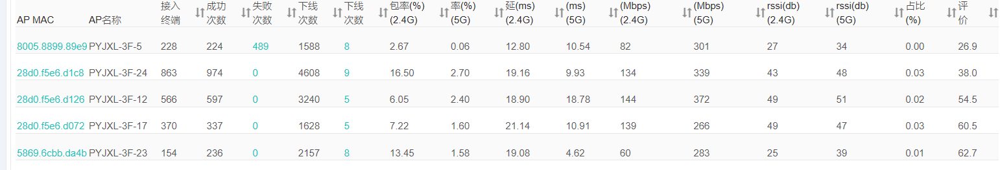 接入 成功 失败 下线 下线 包率(%) 率(%) 延(ms) (ms) (Mbps) (Mbps) rssi(db) rssi(db) 占比 评
AP MAC AP名称 终端 次数 次数 次数 次数 (2.4G) (5G) (2.4G) (5G) (2.4G) (5G) (2.4G) (5G) (%) 价
8005.8899.89e9 PYJXL-3F-5 228 224 489 1588 8 2.67 0.06 12.80 10.54 82 301 27 34 0.00 26.9
28d0.f5e6.d1c8 PYJXL-3F-24 863 974 0 4608 9 16.50 2.70 19.16 9.93 134 339 43 48 0.03 38.0
28d0.f5e6.d126 PYJXL-3F-12 566 597 0 3240 5 6.05 2.40 18.90 18.78 144 372 49 51 0.02 54.5
28d0.f5e6.d072 PYJXL-3F-17 370 337 0 1628 5 7.22 1.60 21.14 10.91 139 266 49 47 0.03 60.5
5869.6cbb.da4b PYJXL-3F-23 154 236 0 2157 8 13.45 1.58 19.08 4.62 60 283 25 39 0.01 62.7